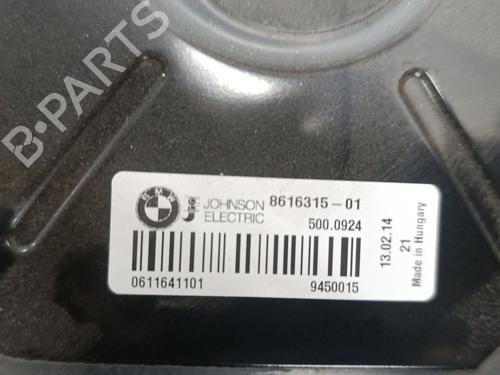 B-PARTS
BMW
JOHNSON
ELECTRIC
8616315-01
500.0924
0611641101
9450015
13.02.14
21
Made in Hungary